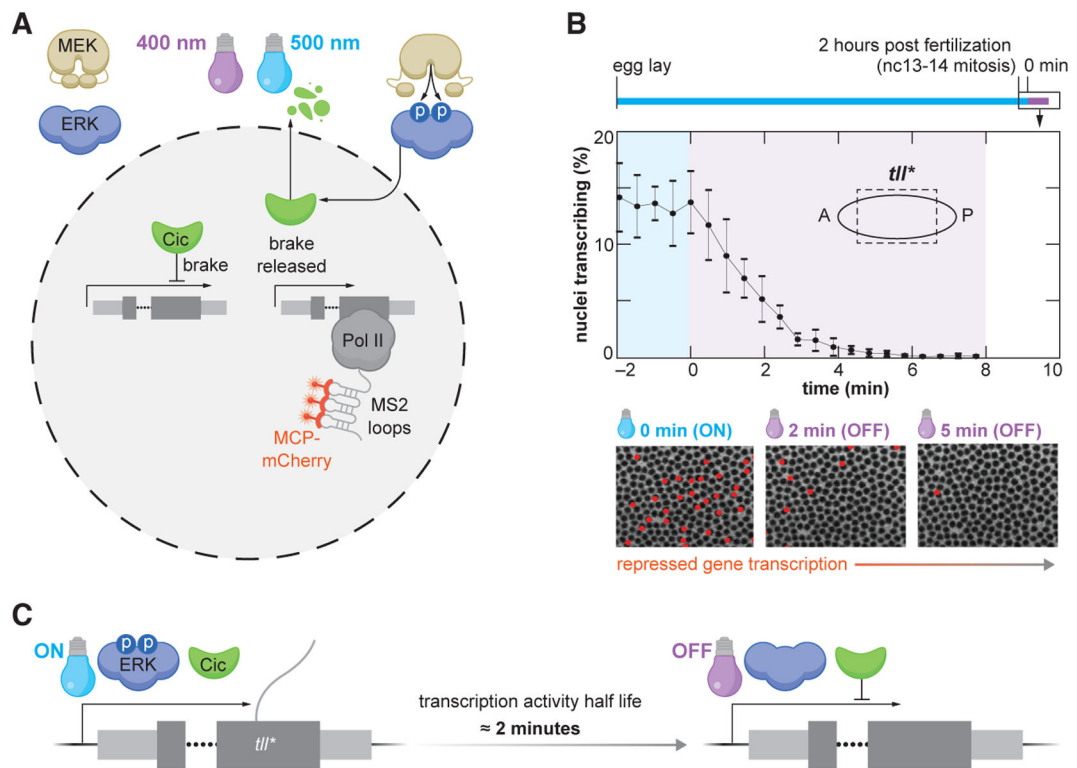 A
MEK
400 nm
500 nm
ERK
p p
Cic
brake
brake
released
Pol II
MS2
loops
MCP-
mCherry
B
2 hours post fertilization
(nc13-14 mitosis)
0 min
egg lay
nuclei transcribing (%)
20
10
0
tll*
A
P
−2
0
2
4
6
8
10
time (min)
0 min (ON)
2 min (OFF)
5 min (OFF)
repressed gene transcription
C
ON
p p
ERK
Cic
tll*
transcription activity half life
≈ 2 minutes
OFF